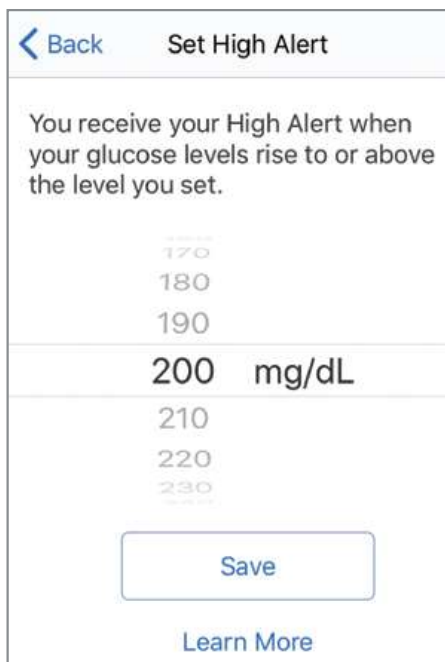 Back
Set High Alert
You receive your High Alert when
your glucose levels rise to or above
the level you set.
170
180
190
200 mg/dL
210
220
230
Save
Learn More